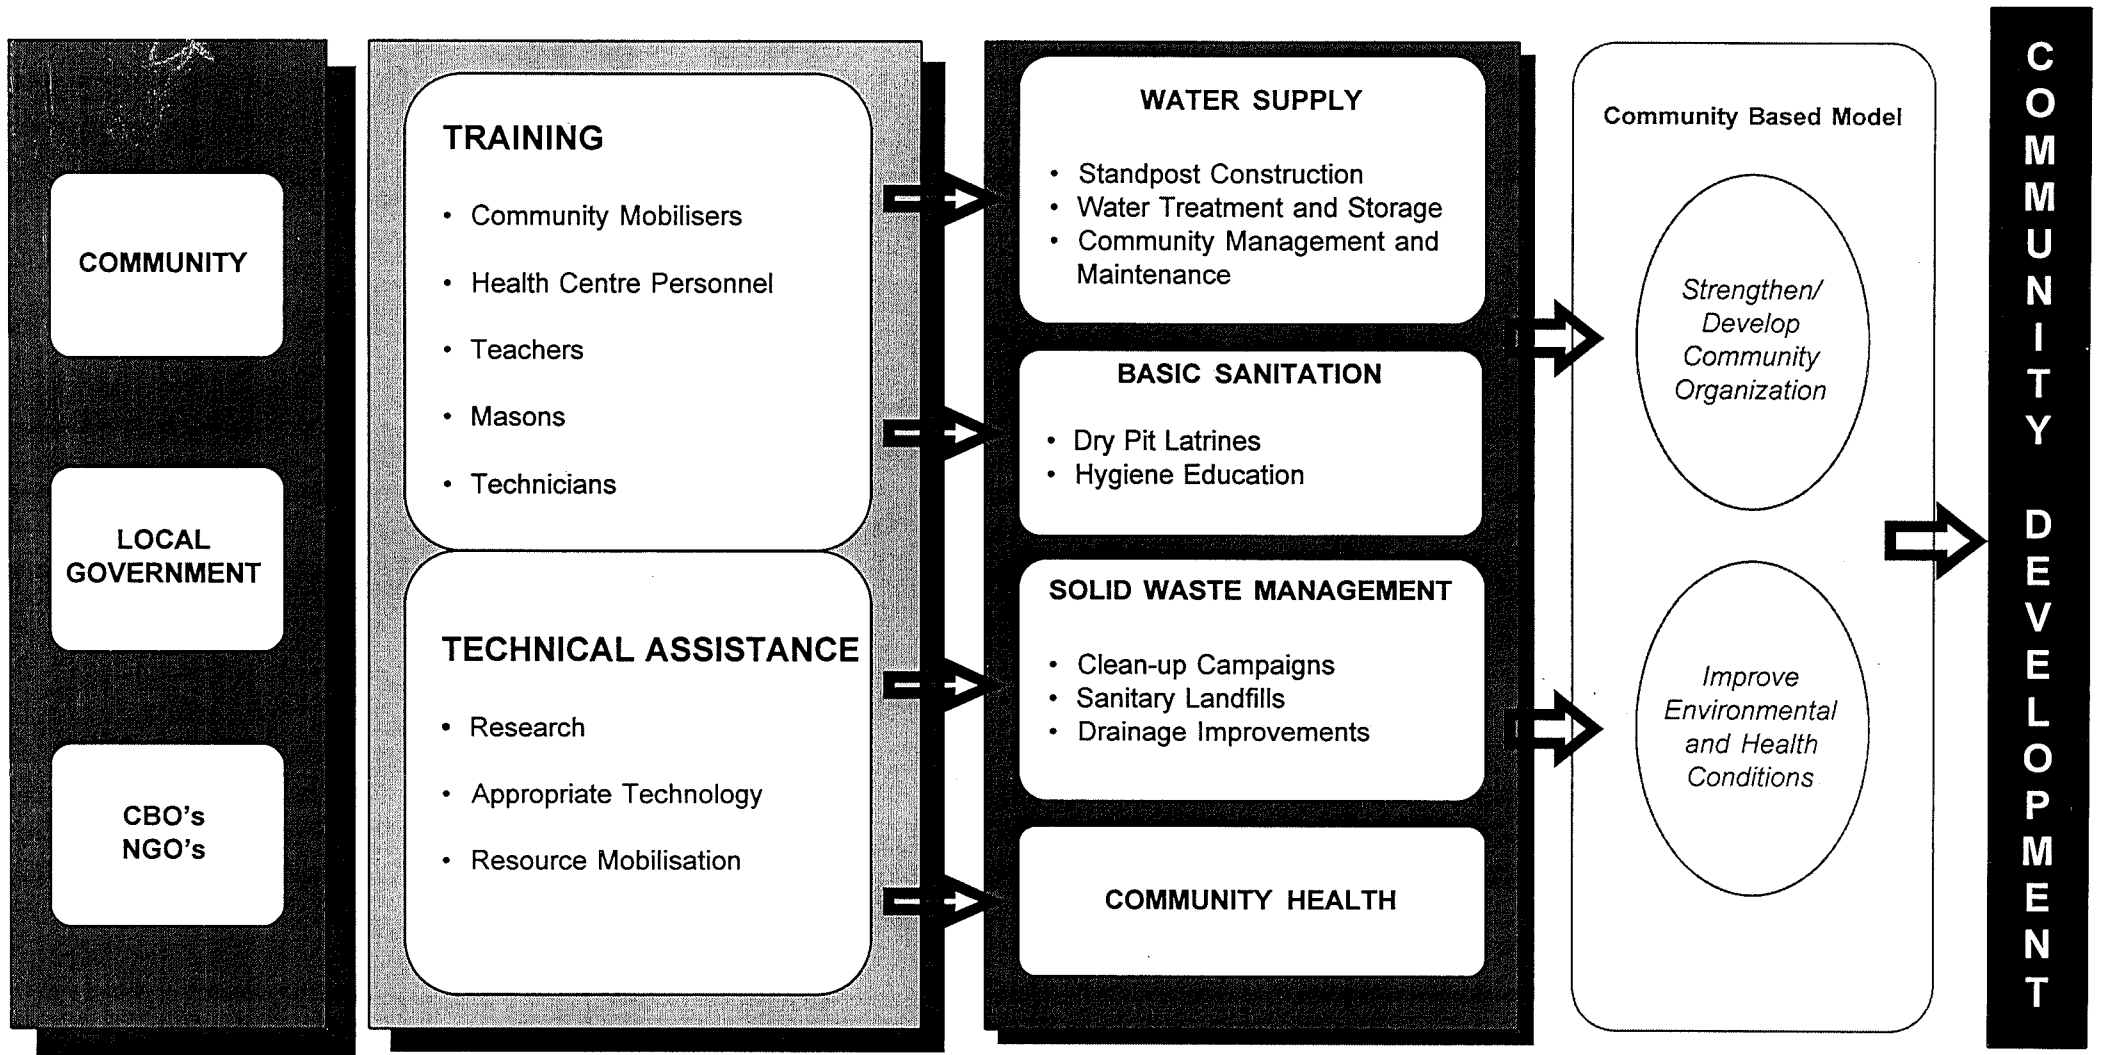 COMMUNITY
LOCAL
GOVERNMENT
CBO's
NGO's
TRAINING
• Community Mobilisers
• Health Centre Personnel
• Teachers
• Masons
• Technicians
TECHNICAL ASSISTANCE
• Research
• Appropriate Technology
• Resource Mobilisation
WATER SUPPLY
• Standpost Construction
• Water Treatment and Storage
• Community Management and
Maintenance
BASIC SANITATION
• Dry Pit Latrines
• Hygiene Education
SOLID WASTE MANAGEMENT
• Clean-up Campaigns
• Sanitary Landfills
• Drainage Improvements
COMMUNITY HEALTH
Community Based Model
Strengthen/
Develop
Community
Organization
Improve
Environmental
and Health
Conditions
COMMUNITY DEVELOPMENT